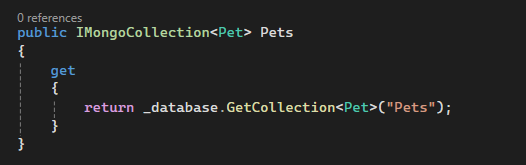 0 references
public IMongoCollection<Pet> Pets
{
get
{
return _database.GetCollection<Pet>("Pets");
}
}